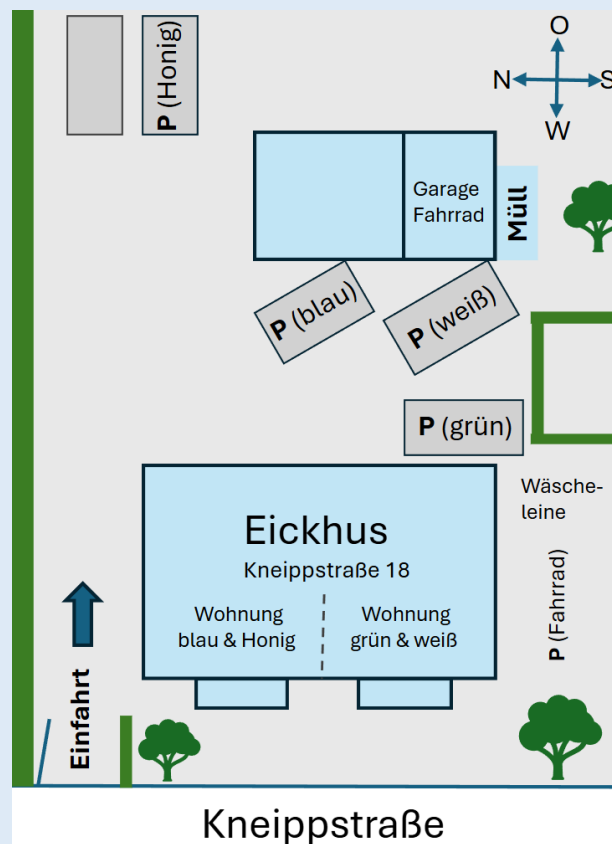 P (Honig)
O
N
S
W
Garage
Fahrrad
Müll
P (blau)
P (weiß)
P (grün)
Wäsche-
leine
Eickhus
Kneippstraße 18
Wohnung
blau & Honig
Wohnung
grün & weiß
P (Fahrrad)
Einfahrt
Kneippstraße